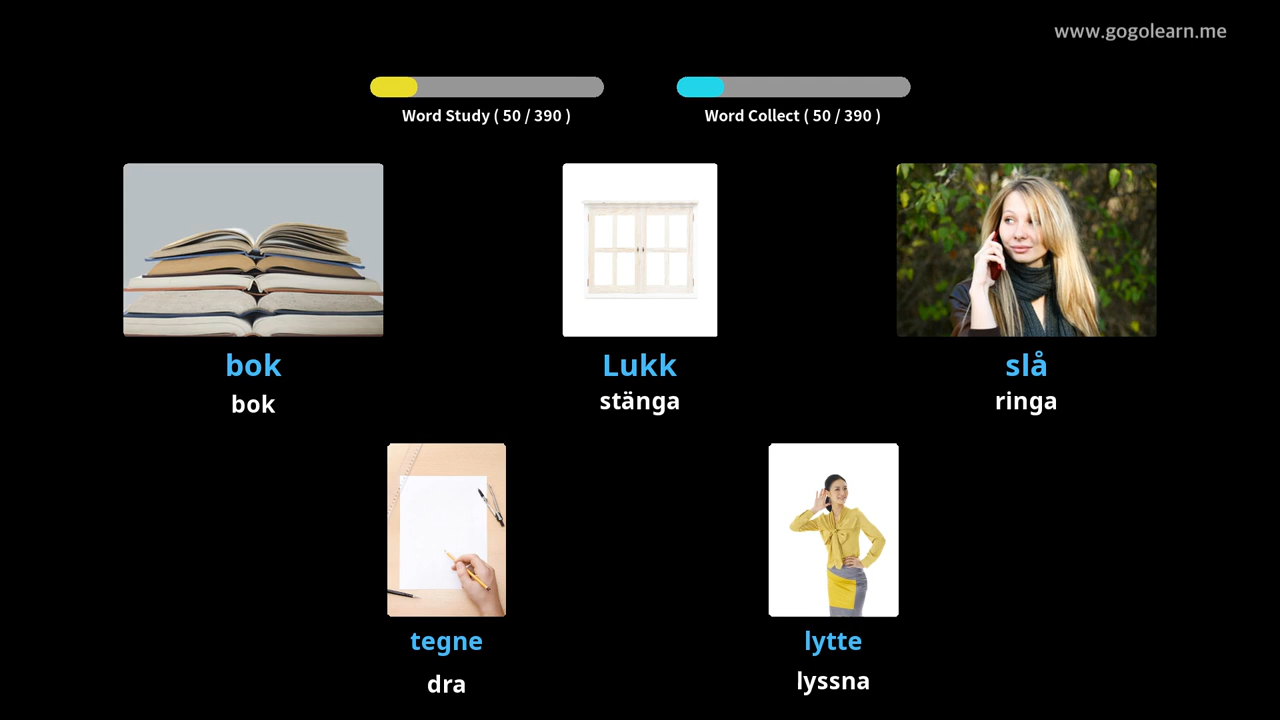 www.gogolearn.me
Word Study ( 50 / 390 )
Word Collect ( 50 / 390 )
bok
bok
Lukk
stänga
slå
ringa
tegne
dra
lytte
lyssna